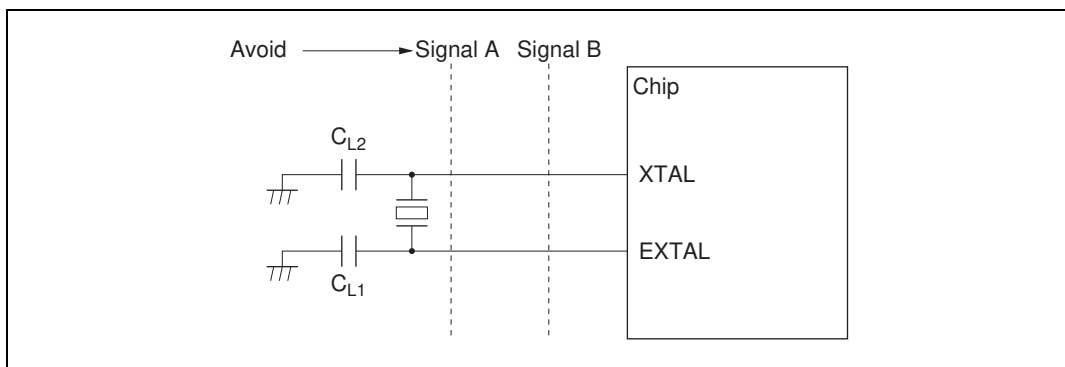 Avoid Signal A Signal B
Chip
CL2
XTAL
EXTAL
CL1